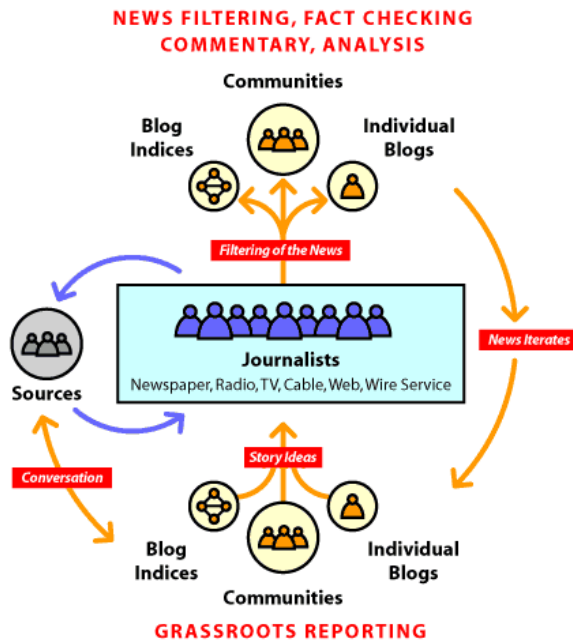 NEWS FILTERING, FACT CHECKING
COMMENTARY, ANALYSIS
Communities
Blog
Indices
Individual
Blogs
Filtering of the News
Journalists
Newspaper, Radio, TV, Cable, Web, Wire Service
News Iterates
Sources
Story Ideas
Conversation
Blog
Indices
Individual
Blogs
Communities
GRASSROOTS REPORTING